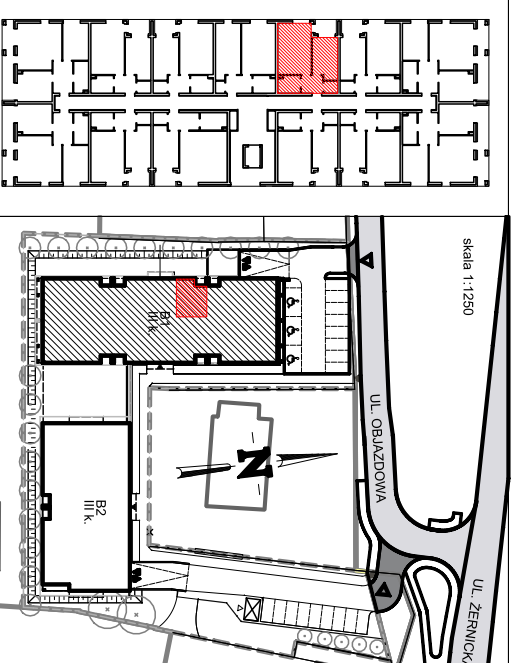 skala 1:1250
UL. OBJAZDOWA
UL. ŻERNICKA
B1
III k.
N
B2
III k.